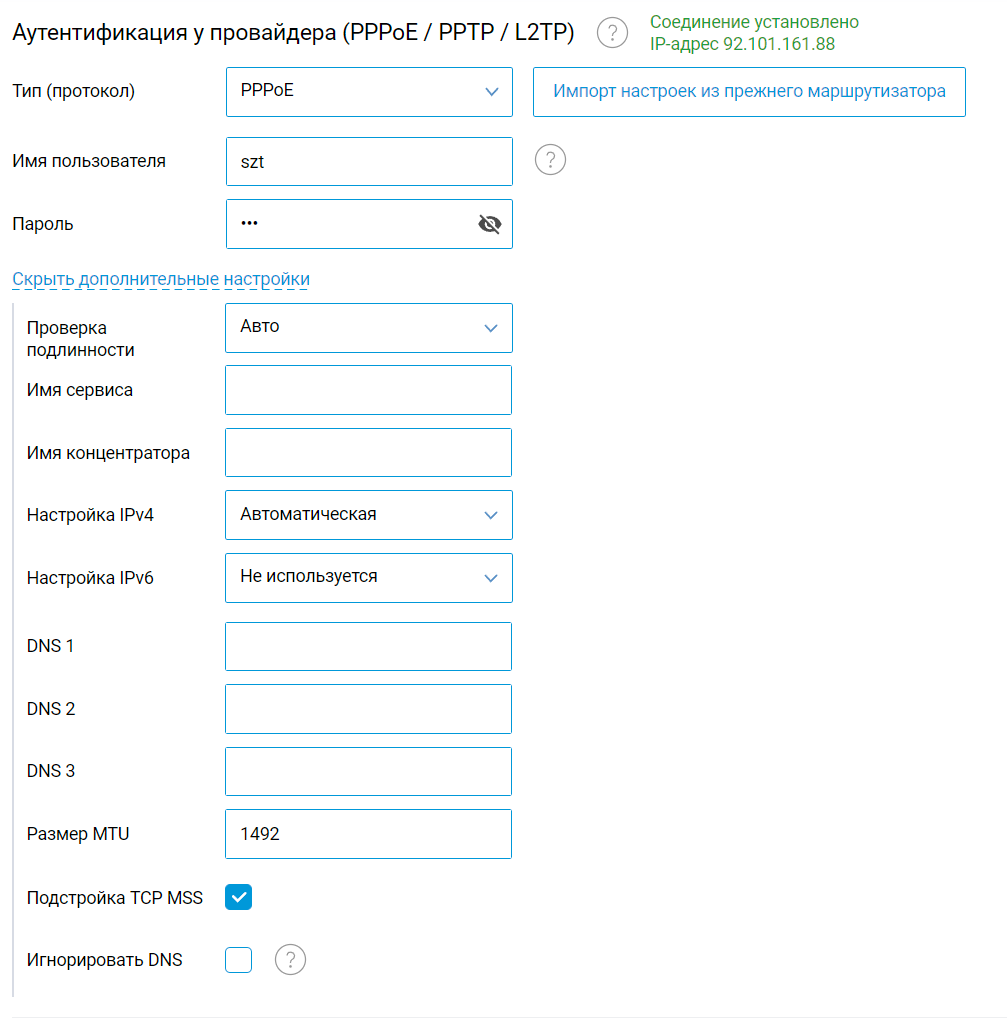 Аутентификация у провайдера (PPPoE / PPTP / L2TP) ?
Соединение установлено
IP-адрес 92.101.161.88
Тип (протокол) PPPoE Импорт настроек из прежнего маршрутизатора
Имя пользователя szt ?
Пароль •••
Скрыть дополнительные настройки
Проверка
подлинности Авто
Имя сервиса
Имя концентратора
Настройка IPv4 Автоматическая
Настройка IPv6 Не используется
DNS 1
DNS 2
DNS 3
Размер MTU 1492
Подстройка TCP MSS
Игнорировать DNS ?